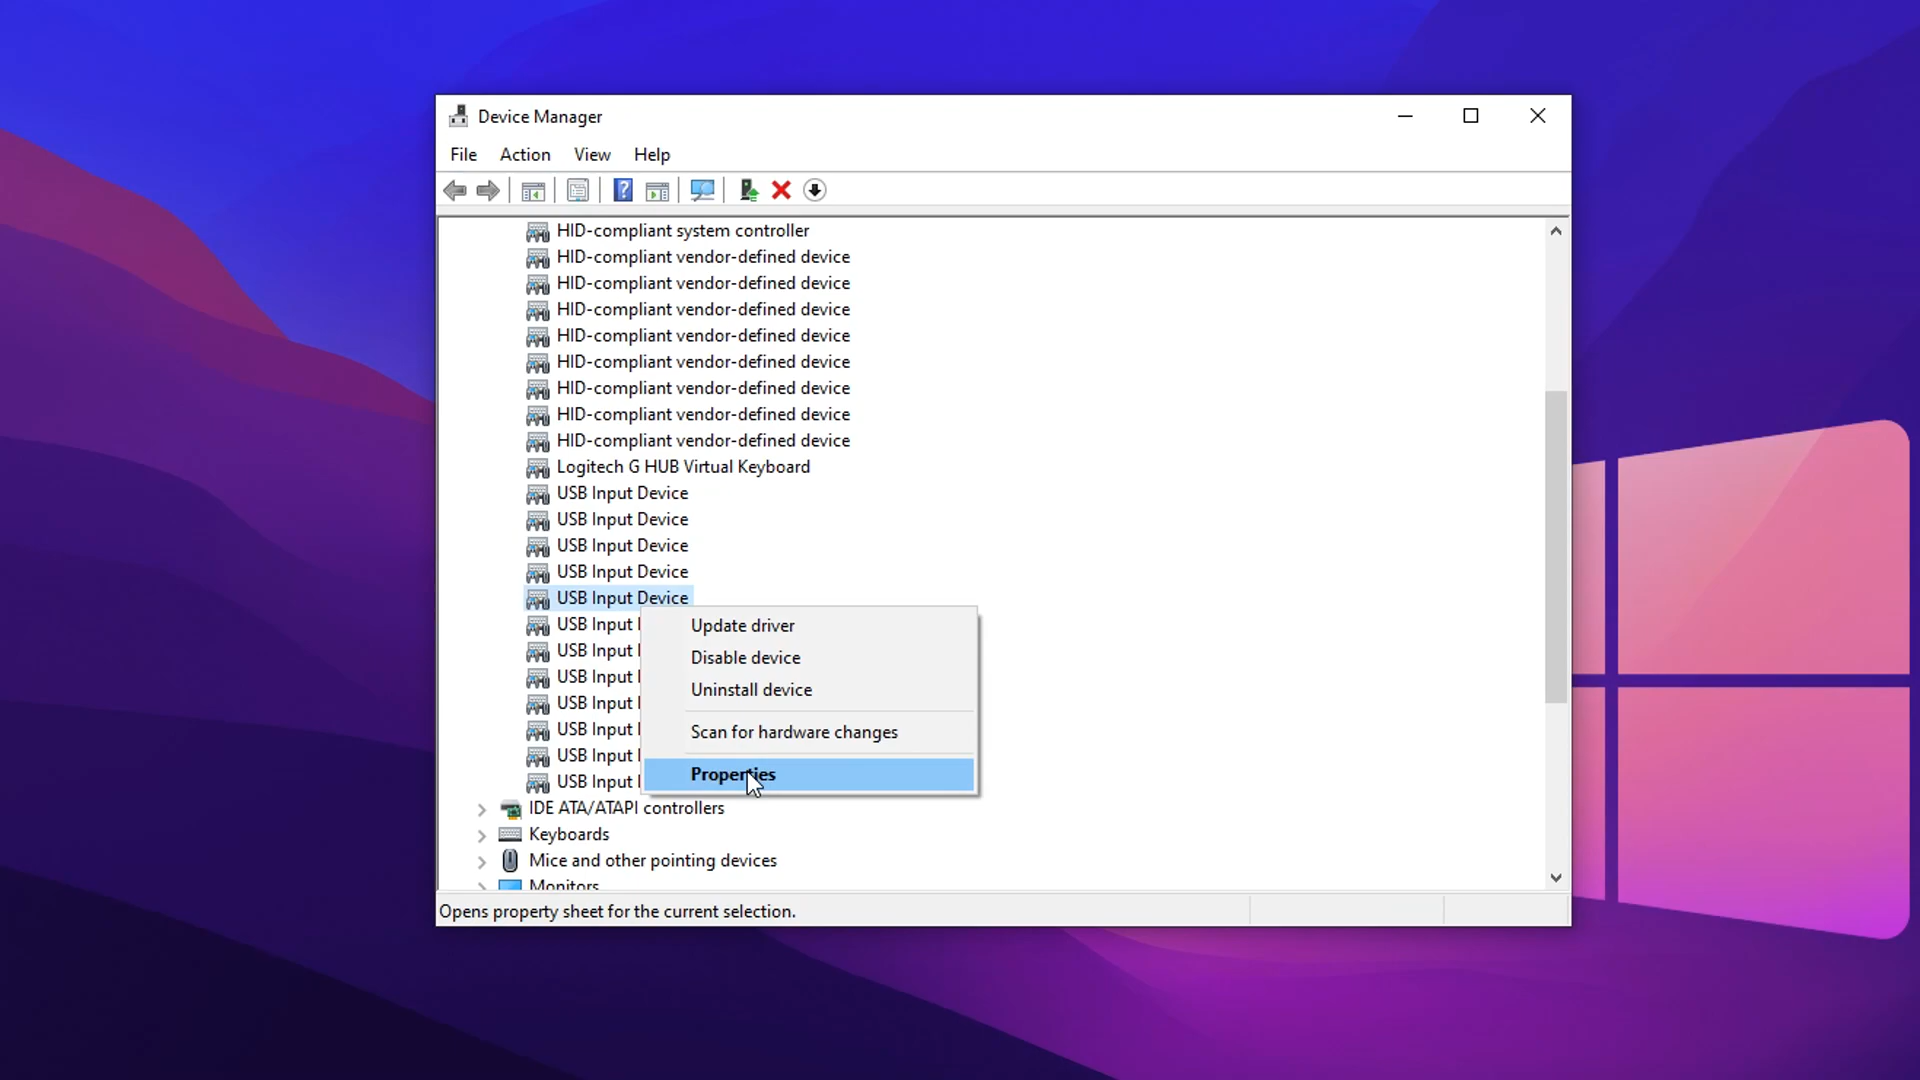 Device Manager
File Action View Help
HID-compliant system controller
HID-compliant vendor-defined device
HID-compliant vendor-defined device
HID-compliant vendor-defined device
HID-compliant vendor-defined device
HID-compliant vendor-defined device
HID-compliant vendor-defined device
HID-compliant vendor-defined device
HID-compliant vendor-defined device
Logitech G HUB Virtual Keyboard
USB Input Device
USB Input Device
USB Input Device
USB Input Device
USB Input Device
USB Input
USB Input
USB Input
USB Input
USB Input
USB Input
USB Input
Update driver
Disable device
Uninstall device
Scan for hardware changes
Properties
IDE ATA/ATAPI controllers
Keyboards
Mice and other pointing devices
Monitors
Opens property sheet for the current selection.